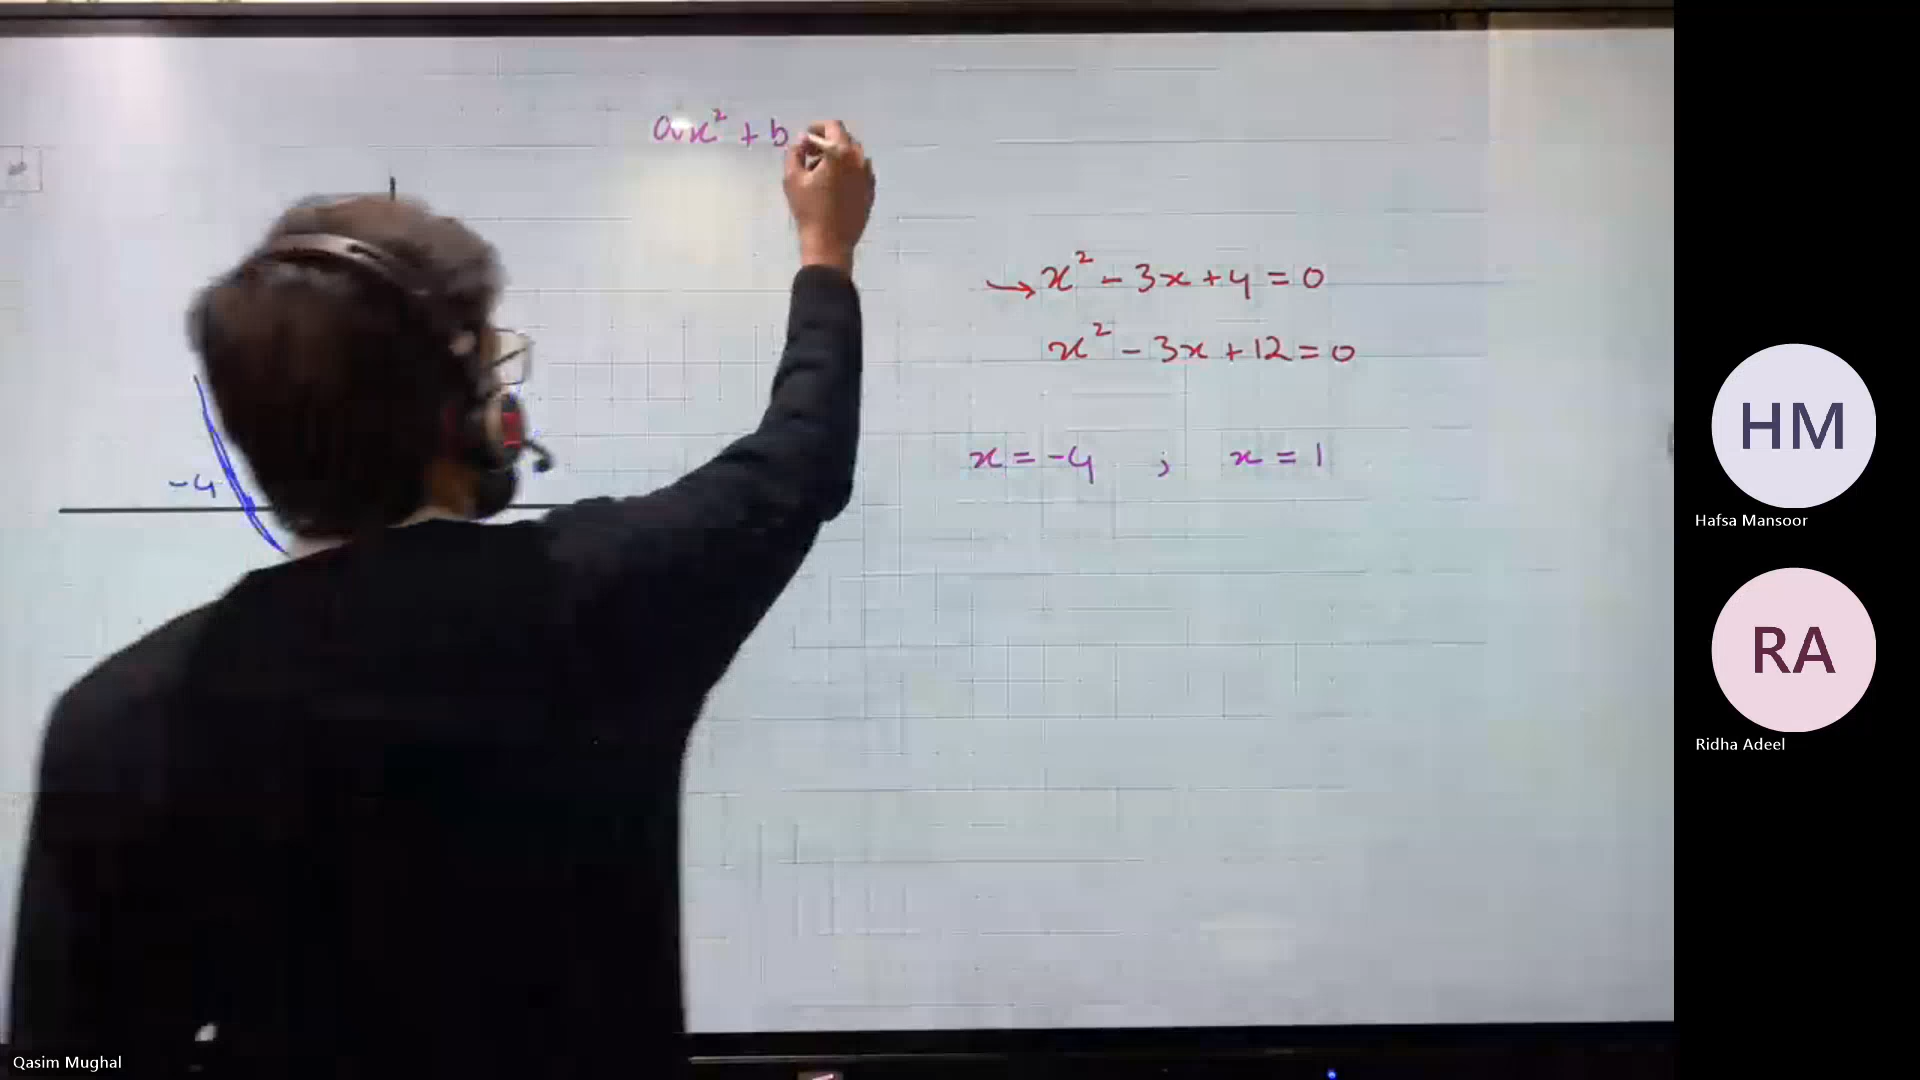 ax² + b
→ x² - 3x + 4 = 0
x² - 3x + 12 = 0
x = -4 ; x = 1
-4
HM
Hafsa Mansoor
RA
Ridha Adeel
Qasim Mughal